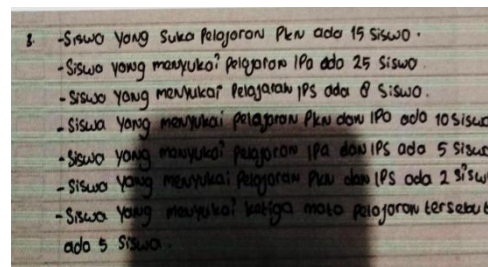 8. -Siswa yang suka Pelajaran PKN ada 15 siswa.
-Siswa yang menyukai Pelajaran IPA ada 25 siswa.
-Siswa yang menyukai Pelajaran IPS ada 8 siswa.
-Siswa yang menyukai Pelajaran PKN dan IPA ada 10 siswa
-Siswa yang menyukai Pelajaran IPA dan IPS ada 5 siswa
-Siswa yang menyukai Pelajaran PKN dan IPS ada 2 sisw
-Siswa yang menyukai ketiga mata pelajaran tersebut
ada 5 siswa.